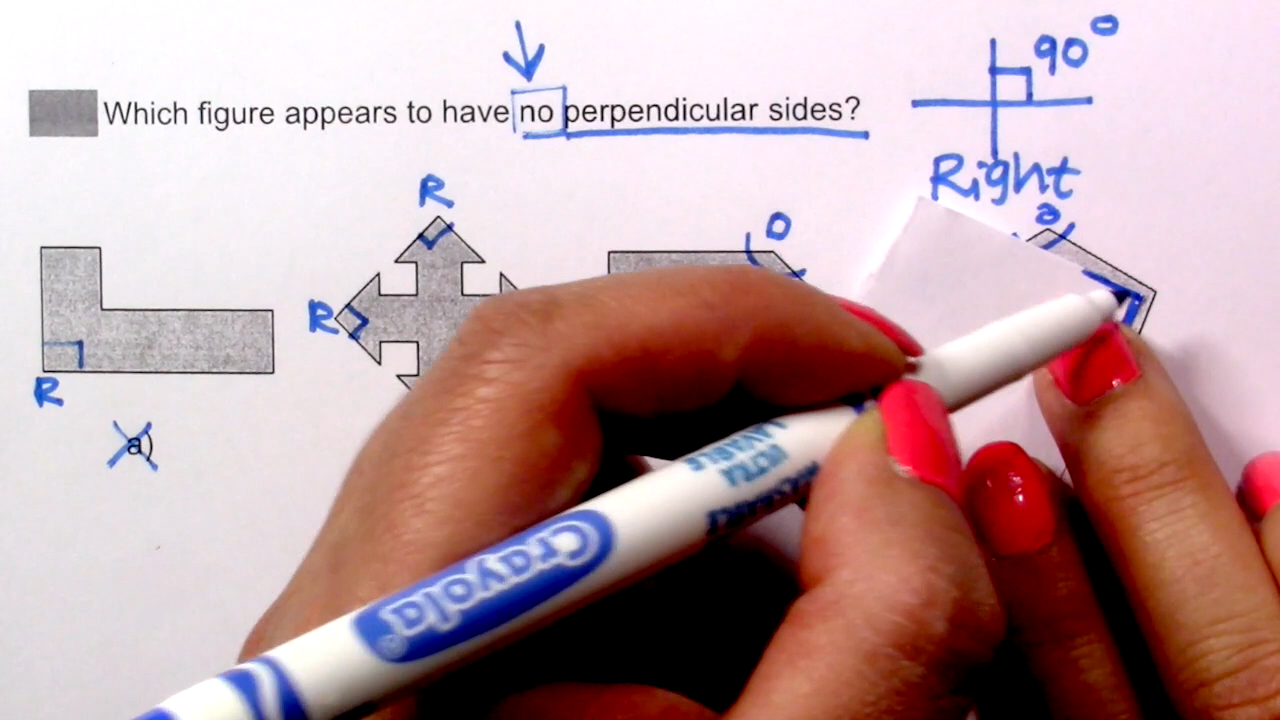 90°
Which figure appears to have no perpendicular sides?
Right
R
O
R
R
a)
Crayola